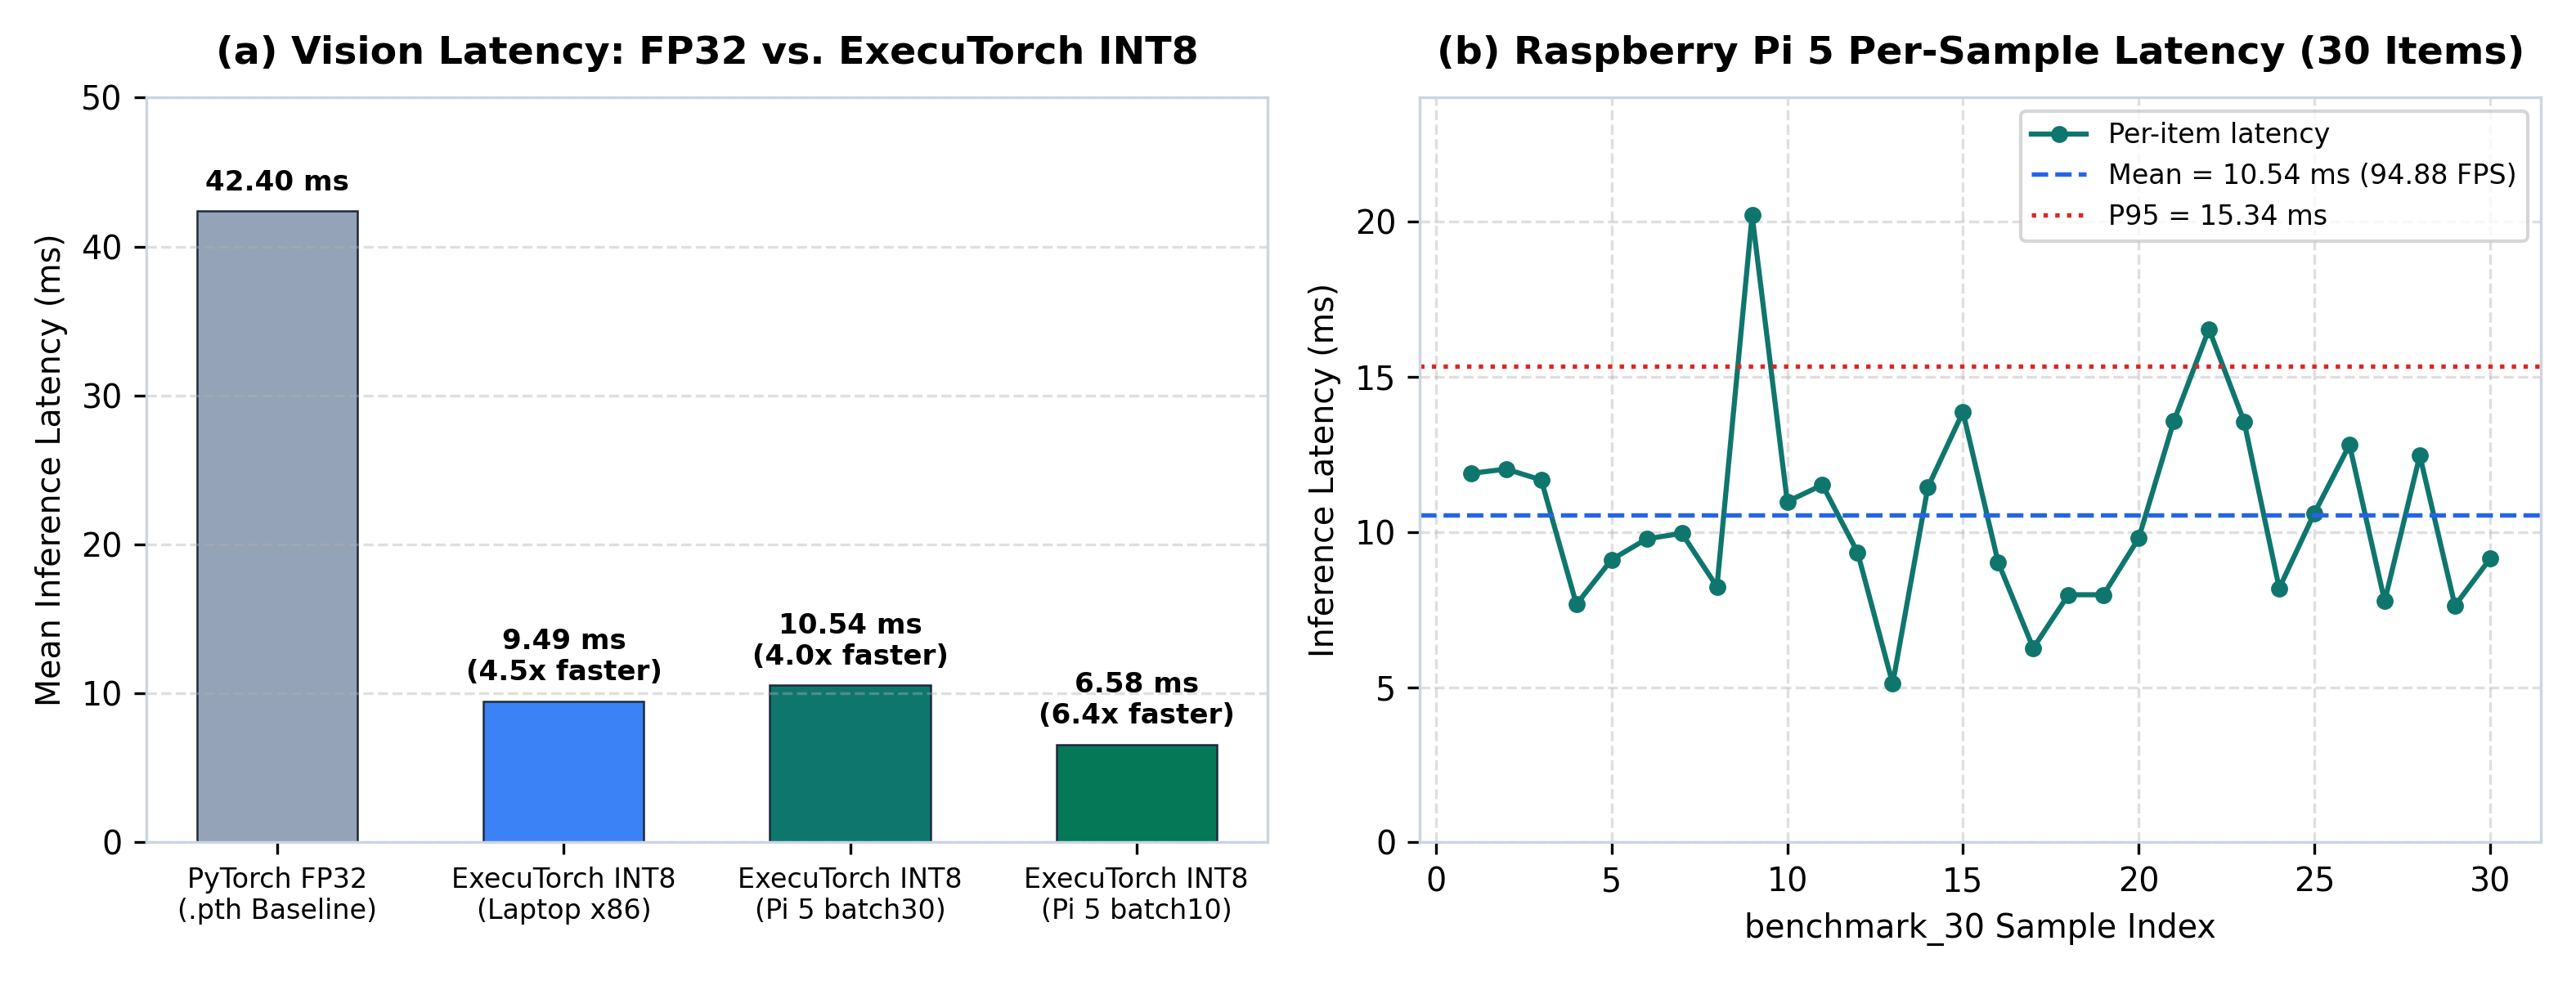 (a) Vision Latency: FP32 vs. ExecuTorch INT8
Mean Inference Latency (ms)
50
40
30
20
10
0
42.40 ms
9.49 ms
(4.5x faster)
10.54 ms
(4.0x faster)
6.58 ms
(6.4x faster)
PyTorch FP32
(.pth Baseline)
ExecuTorch INT8
(Laptop x86)
ExecuTorch INT8
(Pi 5 batch30)
ExecuTorch INT8
(Pi 5 batch10)
(b) Raspberry Pi 5 Per-Sample Latency (30 Items)
Inference Latency (ms)
20
15
10
5
0
Per-item latency
Mean = 10.54 ms (94.88 FPS)
P95 = 15.34 ms
0 5 10 15 20 25 30
benchmark_30 Sample Index